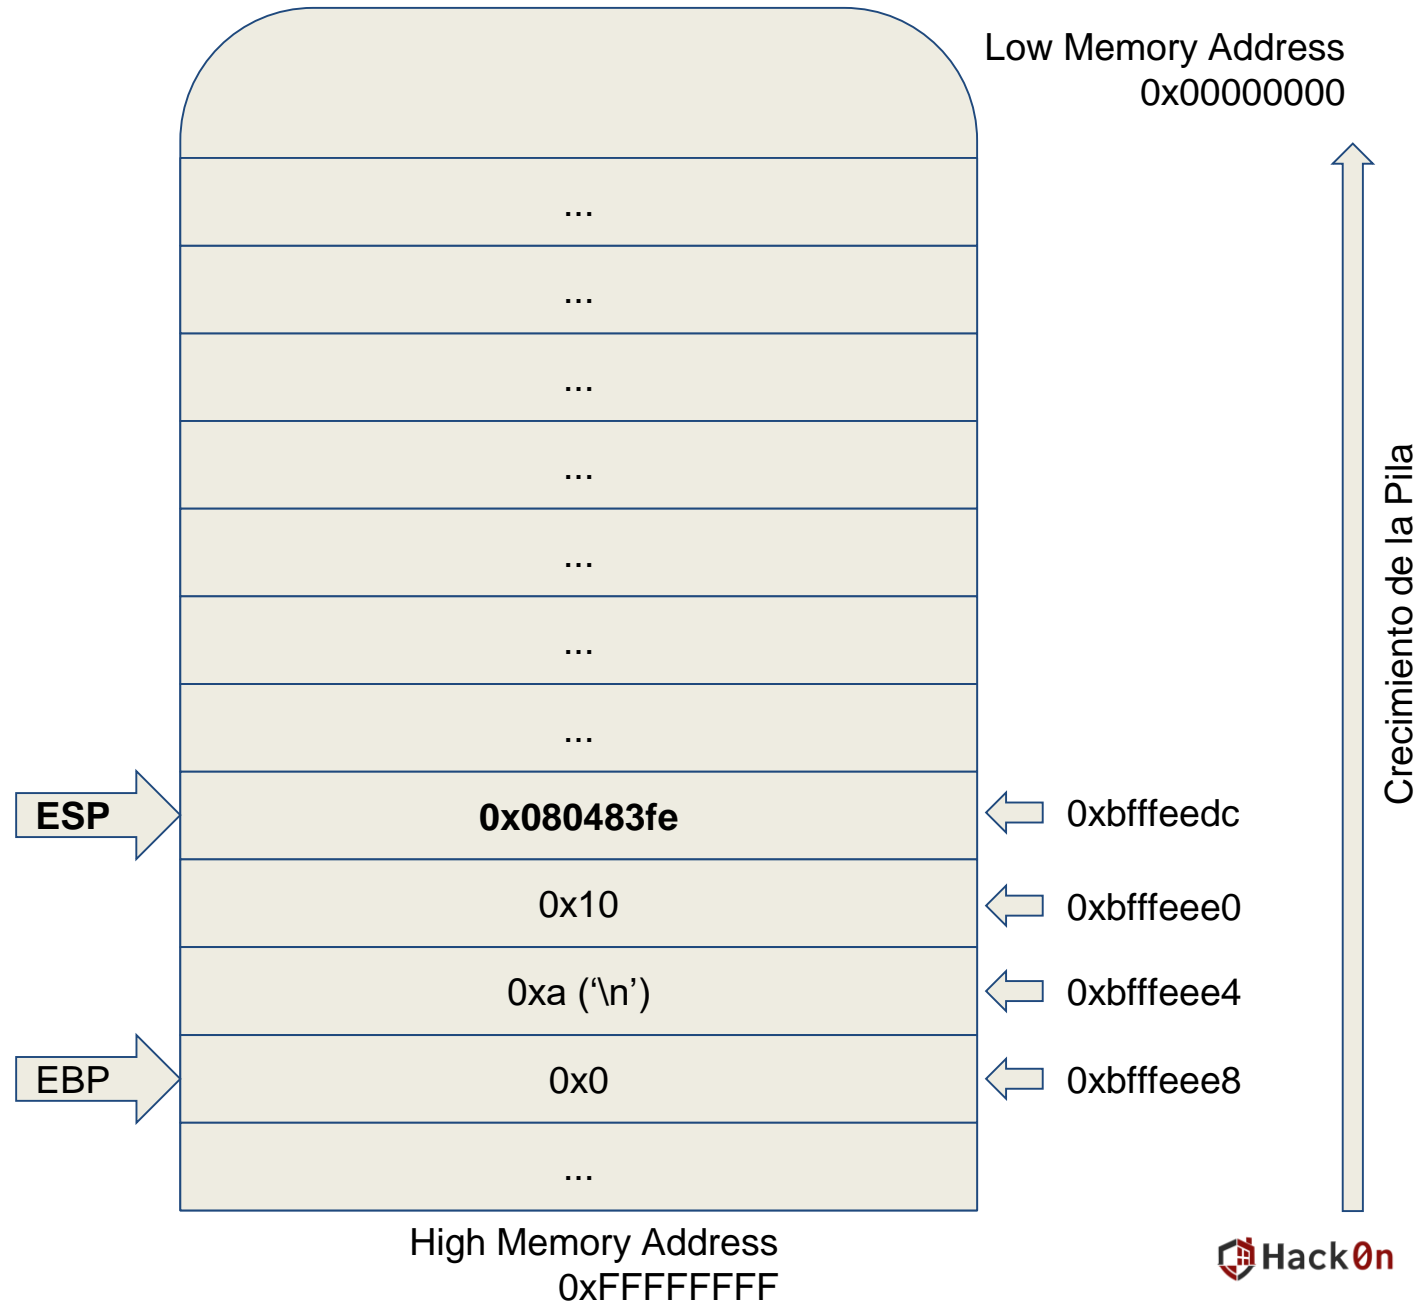 Low Memory Address
0x00000000
...
...
...
...
...
...
...
ESP
0x080483fe
0xbfffeedc
0x10
0xbfffeee0
0xa (‘\n’)
0xbfffeee4
EBP
0x0
0xbfffeee8
...
Crecimiento de la Pila
High Memory Address
0xFFFFFFFF
Hack0n